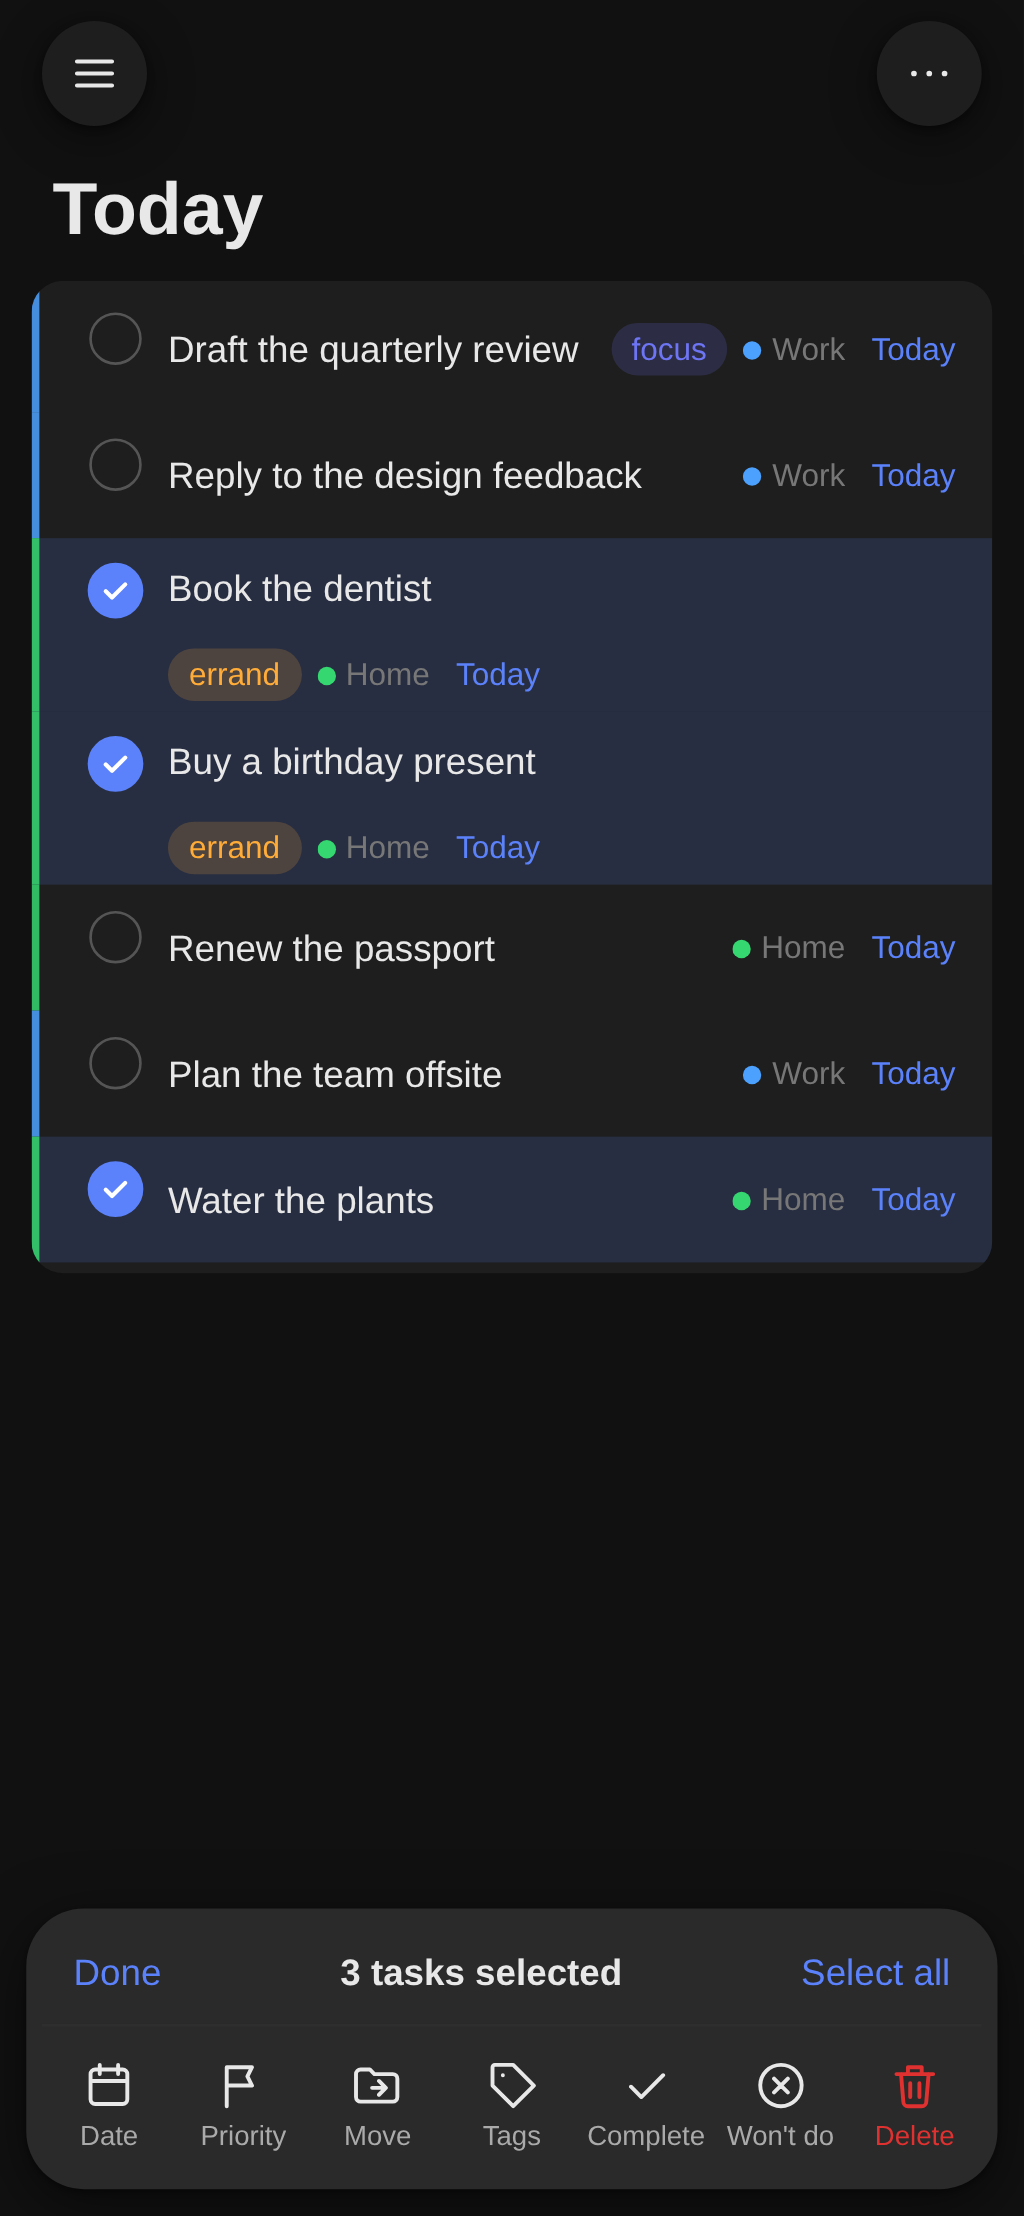 Today
Draft the quarterly review focus Work Today
Reply to the design feedback Work Today
Book the dentist
errand Home Today
Buy a birthday present
errand Home Today
Renew the passport Home Today
Plan the team offsite Work Today
Water the plants Home Today
Done 3 tasks selected Select all
Date Priority Move Tags Complete Won't do Delete